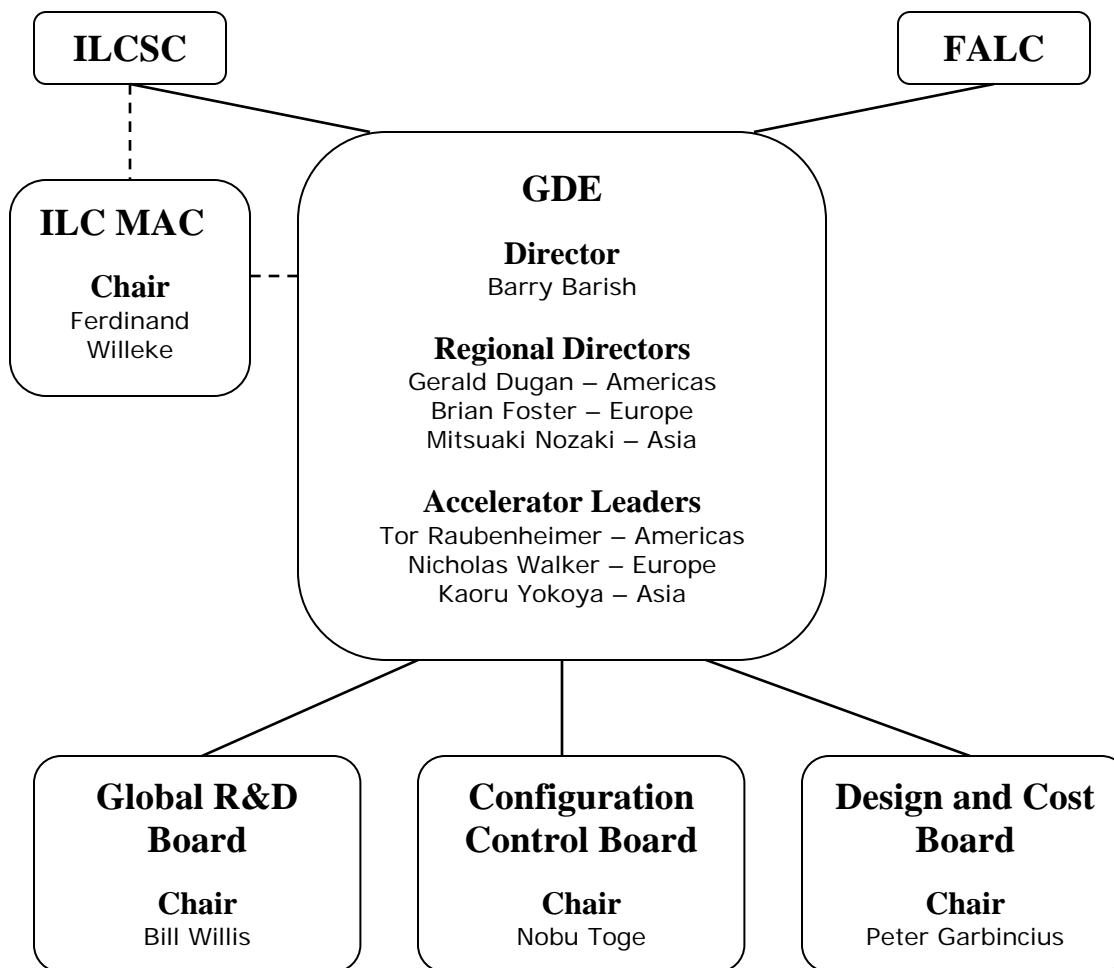 ILCSC
FALC
ILC MAC
Chair
Ferdinand
Willeke
GDE
Director
Barry Barish
Regional Directors
Gerald Dugan – Americas
Brian Foster – Europe
Mitsuaki Nozaki – Asia
Accelerator Leaders
Tor Raubenheimer – Americas
Nicholas Walker – Europe
Kaoru Yokoya – Asia
Global R&D
Board
Chair
Bill Willis
Configuration
Control Board
Chair
Nobu Toge
Design and Cost
Board
Chair
Peter Garbincius